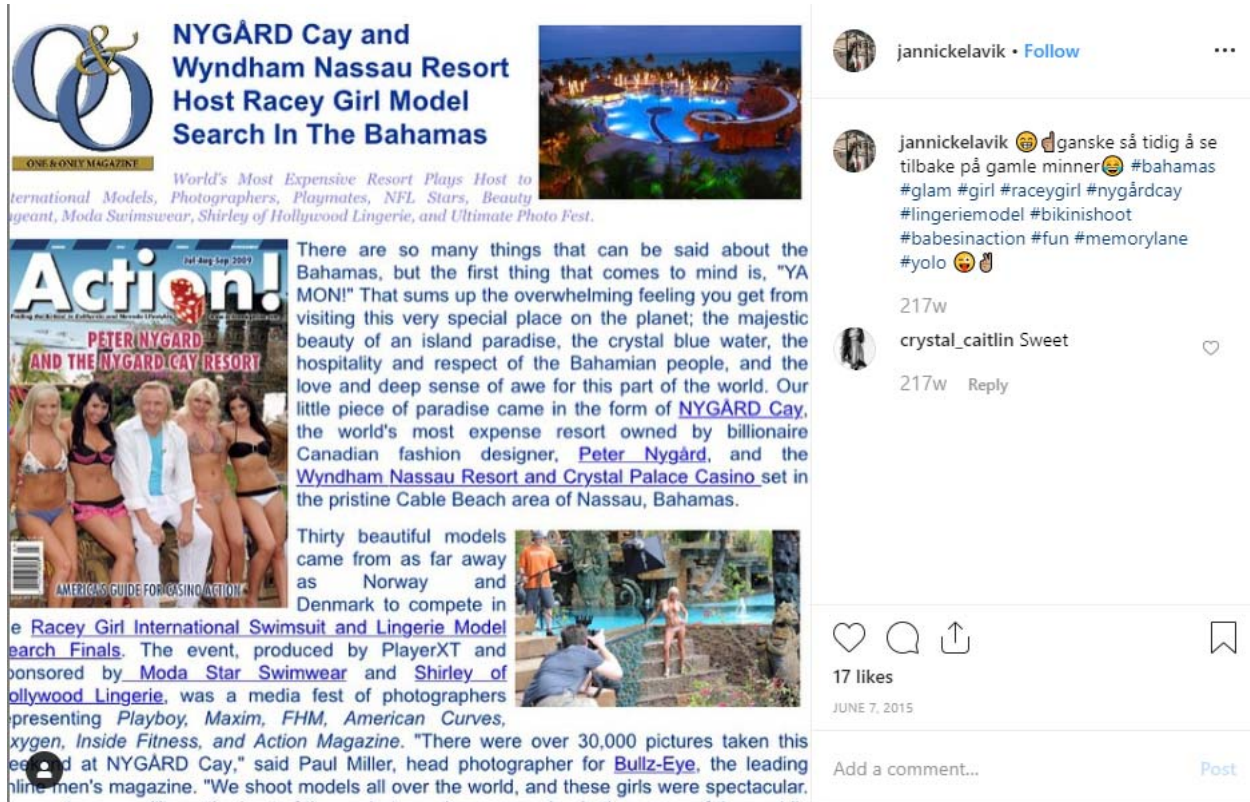 O&O
ONE & ONLY MAGAZINE
NYGÅRD Cay and
Wyndham Nassau Resort
Host Racey Girl Model
Search In The Bahamas
World's Most Expensive Resort Plays Host to
ternational Models, Photographers, Playmates, NFL Stars, Beauty
geant, Moda Swimswear, Shirley of Hollywood Lingerie, and Ultimate Photo Fest.
Jul-Aug-Sep 2009
Action!
PETER NYGARD
AND THE NYGARD CAY RESORT
AMERICA'S GUIDE FOR CASINO ACTION
There are so many things that can be said about the
Bahamas, but the first thing that comes to mind is, "YA
MON!" That sums up the overwhelming feeling you get from
visiting this very special place on the planet; the majestic
beauty of an island paradise, the crystal blue water, the
hospitality and respect of the Bahamian people, and the
love and deep sense of awe for this part of the world. Our
little piece of paradise came in the form of NYGÅRD Cay,
the world's most expense resort owned by billionaire
Canadian fashion designer, Peter Nygård, and the
Wyndham Nassau Resort and Crystal Palace Casino set in
the pristine Cable Beach area of Nassau, Bahamas.
Thirty beautiful models
came from as far away
as Norway and
Denmark to compete in
e Racey Girl International Swimsuit and Lingerie Model
earch Finals. The event, produced by PlayerXT and
ponsored by Moda Star Swimwear and Shirley of
ollywood Lingerie, was a media fest of photographers
epresenting Playboy, Maxim, FHM, American Curves,
xygen, Inside Fitness, and Action Magazine. "There were over 30,000 pictures taken this
d at NYGÅRD Cay," said Paul Miller, head photographer for Bullz-Eye, the leading
nline men's magazine. "We shoot models all over the world, and these girls were spectacular.
jannickelavik • Follow
jannickelavik 😁☝🏽ganske så tidig å se
tilbake på gamle minner😂 #bahamas
#glam #girl #raceygirl #nygårdcay
#lingeriemodel #bikinishoot
#babesinaction #fun #memorylane
#yolo 😜✌🏽
217w
crystal_caitlin Sweet
217w Reply
17 likes
JUNE 7, 2015
Add a comment...
Post